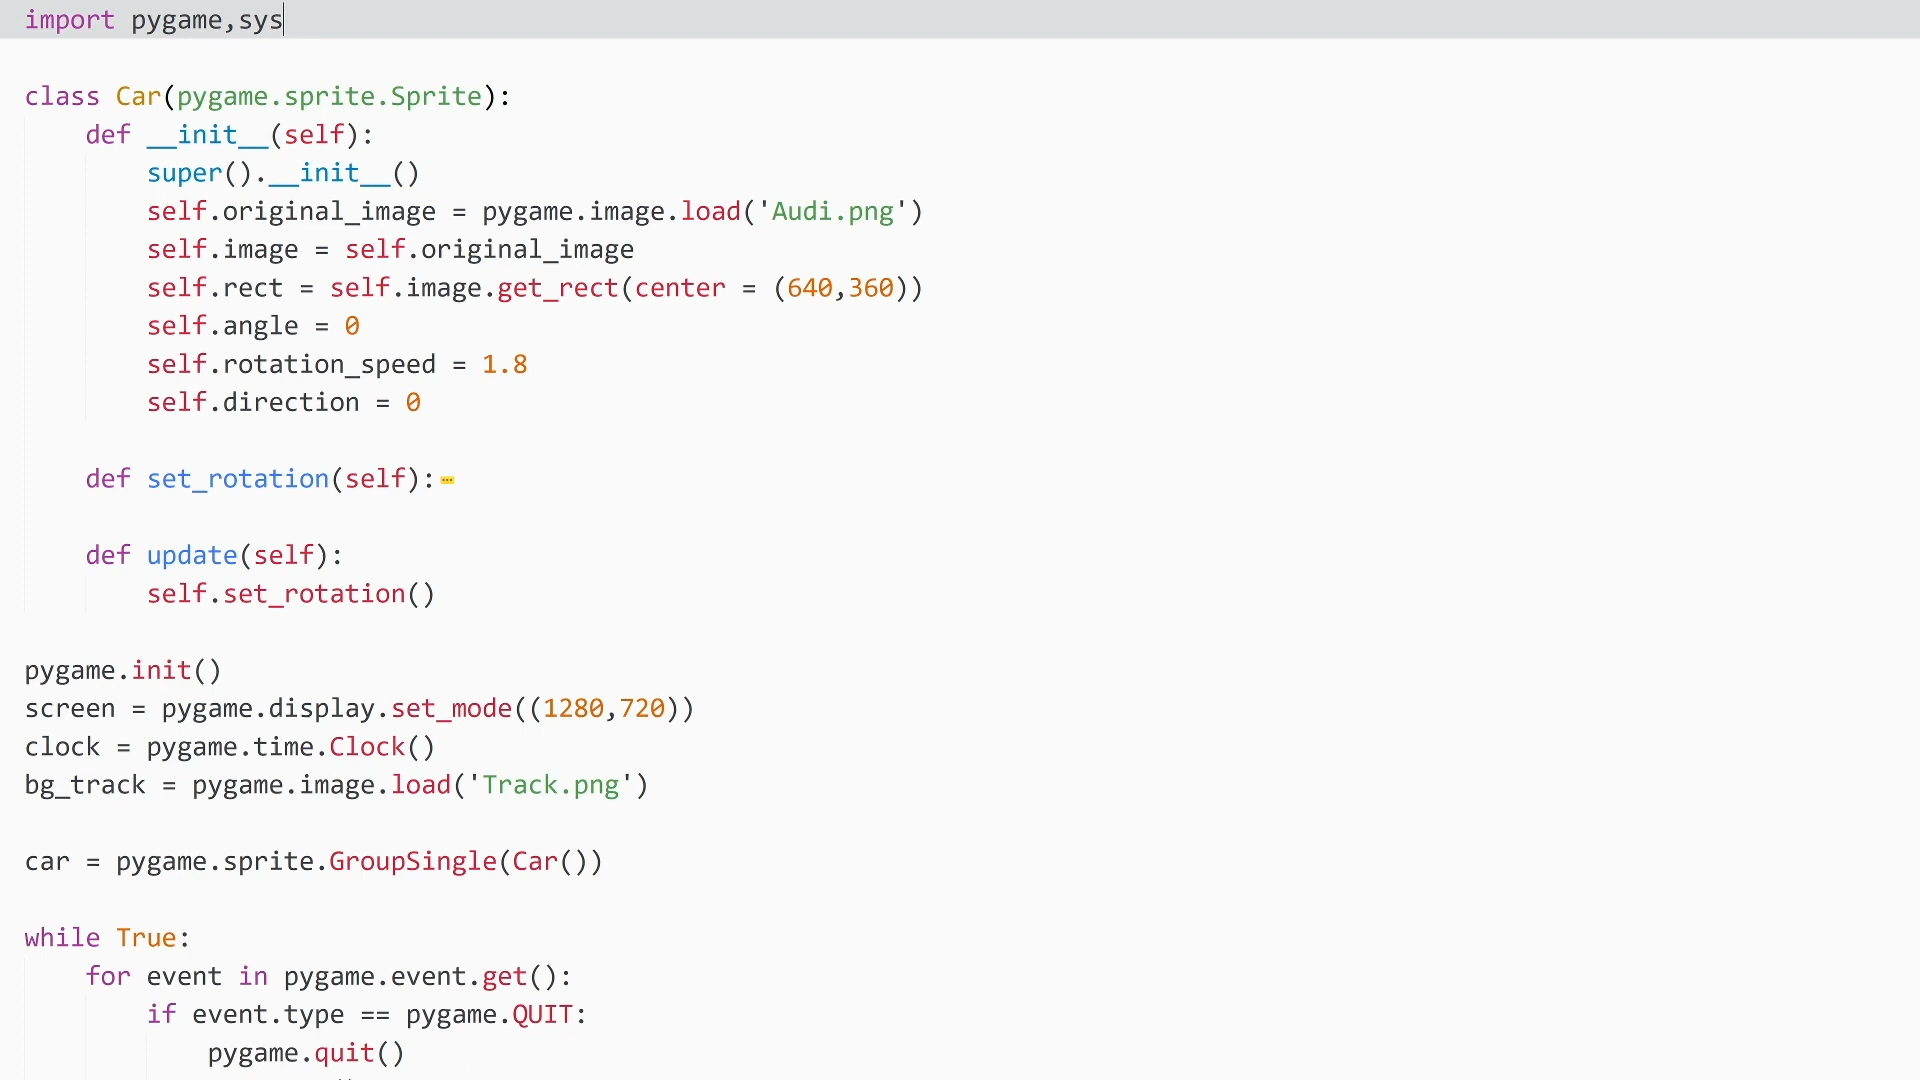 import pygame,sys
class Car(pygame.sprite.Sprite):
def __init__(self):
super().__init__()
self.original_image = pygame.image.load('Audi.png')
self.image = self.original_image
self.rect = self.image.get_rect(center = (640,360))
self.angle = 0
self.rotation_speed = 1.8
self.direction = 0
def set_rotation(self):
def update(self):
self.set_rotation()
pygame.init()
screen = pygame.display.set_mode((1280,720))
clock = pygame.time.Clock()
bg_track = pygame.image.load('Track.png')
car = pygame.sprite.GroupSingle(Car())
while True:
for event in pygame.event.get():
if event.type == pygame.QUIT:
pygame.quit()